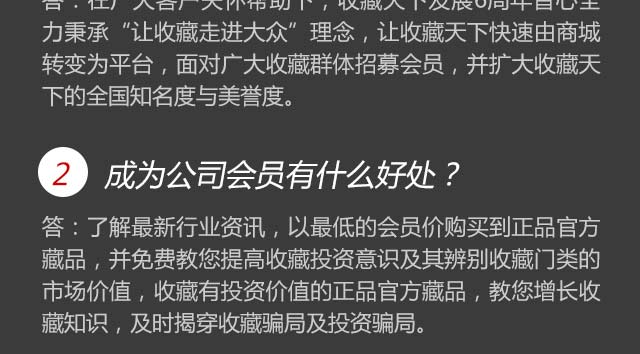 答：在广大客户关怀帮助下，收藏天下发展6周年首心全
力秉承“让收藏走进大众”理念，让收藏天下快速由商城
转变为平台，面对广大收藏群体招募会员，并扩大收藏天
下的全国知名度与美誉度。
2 成为公司会员有什么好处？
答：了解最新行业资讯，以最低的会员价购买到正品官方
藏品，并免费教您提高收藏投资意识及其辨别收藏门类的
市场价值，收藏有投资价值的正品官方藏品，教您增长收
藏知识，及时揭穿收藏骗局及投资骗局。